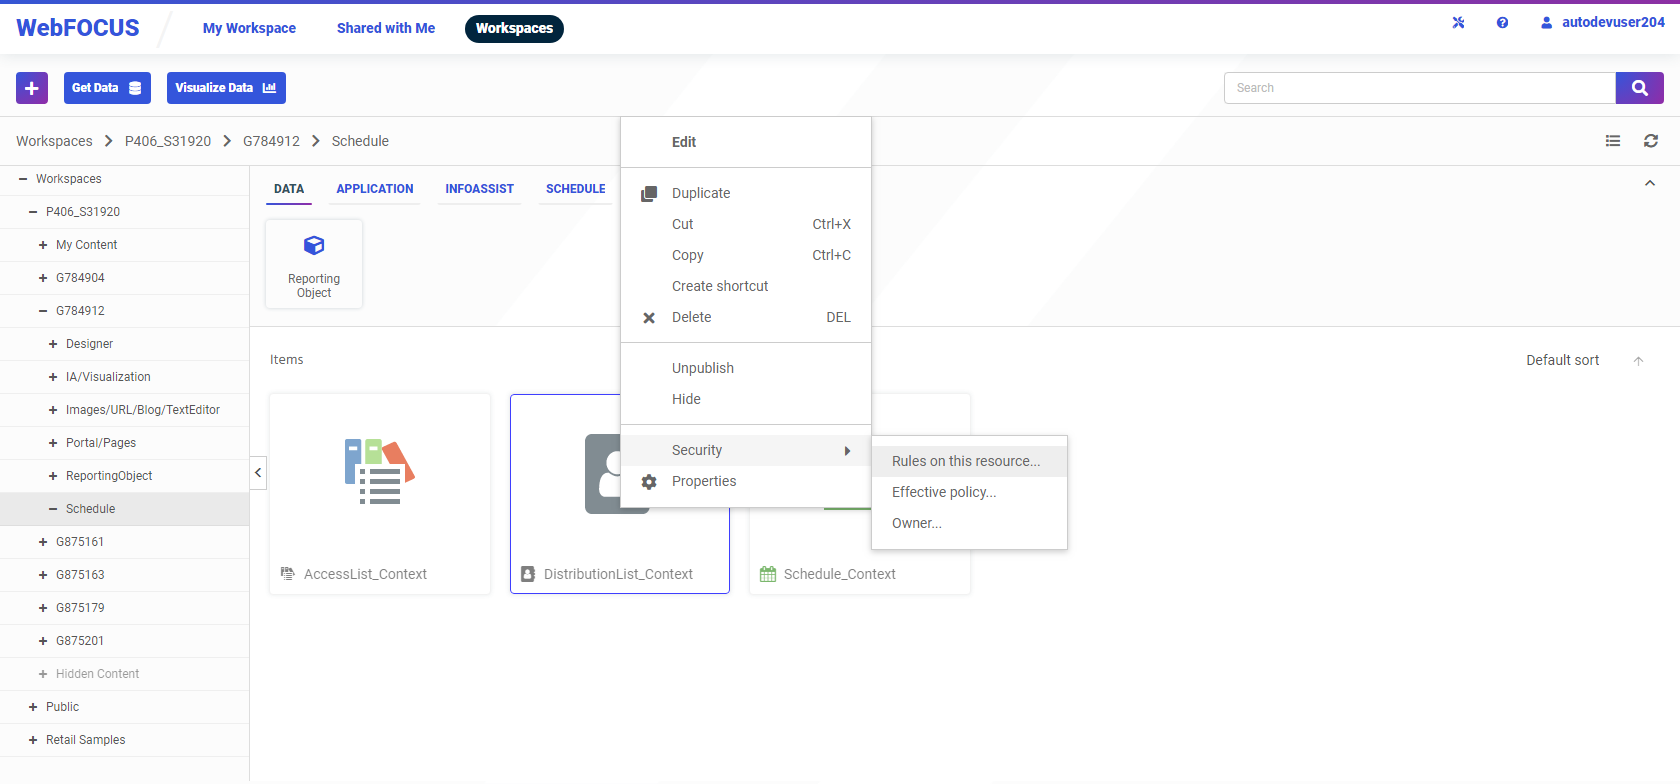 WebFOCUS
My Workspace
Shared with Me
Workspaces
autodevuser204
Get Data
Visualize Data
Search
Workspaces
P406_S31920
G784912
Schedule
Workspaces
P406_S31920
My Content
G784904
G784912
Designer
IA/Visualization
Images/URL/Blog/TextEditor
Portal/Pages
ReportingObject
Schedule
G875161
G875163
G875179
G875201
Hidden Content
Public
Retail Samples
DATA
APPLICATION
INFOASSIST
SCHEDULE
Reporting
Object
Items
Default sort
AccessList_Context
DistributionList_Context
Schedule_Context
Edit
Duplicate
Cut Ctrl+X
Copy Ctrl+C
Create shortcut
Delete DEL
Unpublish
Hide
Security
Properties
Rules on this resource...
Effective policy...
Owner...